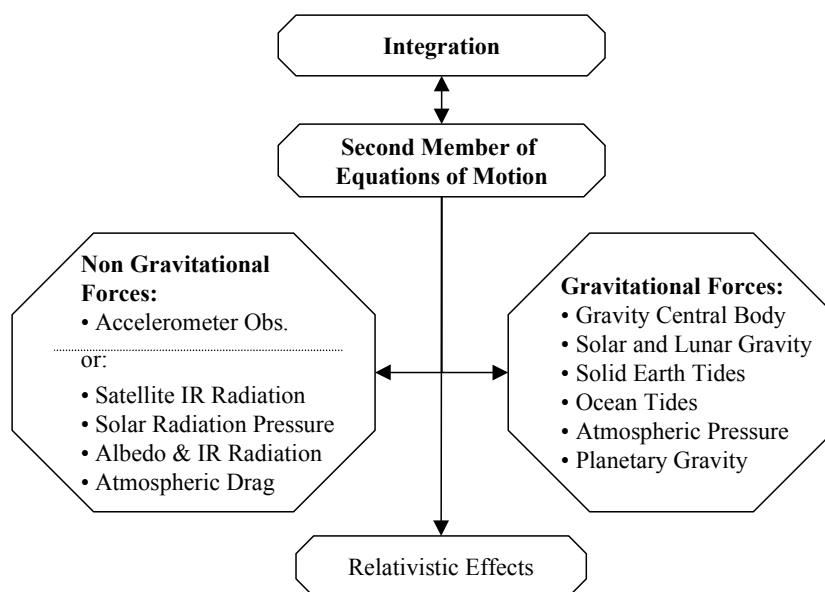 Integration
Second Member of
Equations of Motion
Non Gravitational
Forces:
• Accelerometer Obs.
or:
• Satellite IR Radiation
• Solar Radiation Pressure
• Albedo & IR Radiation
• Atmospheric Drag
Gravitational Forces:
• Gravity Central Body
• Solar and Lunar Gravity
• Solid Earth Tides
• Ocean Tides
• Atmospheric Pressure
• Planetary Gravity
Relativistic Effects